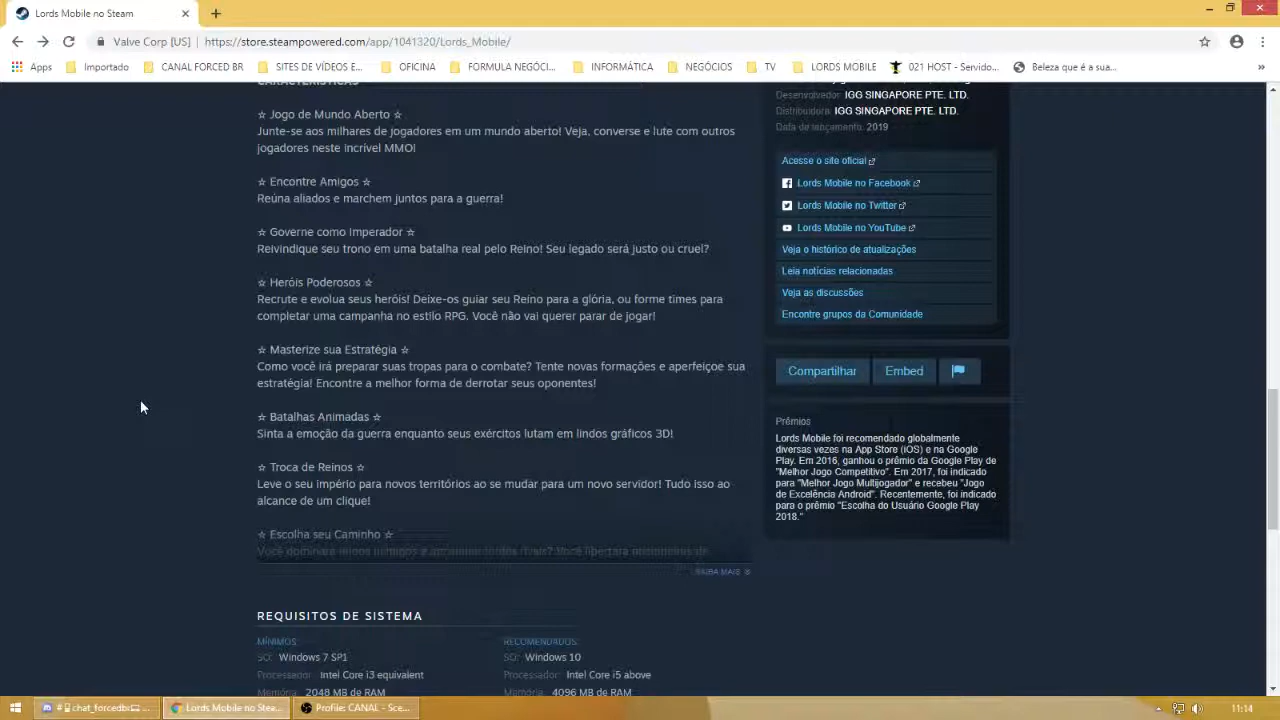 Lords Mobile no Steam
Valve Corp [US] | https://store.steampowered.com/app/1041320/Lords_Mobile/
Apps Importado CANAL FORCED BR SITES DE VÍDEOS E... OFICINA FORMULA NEGÓCI... INFORMÁTICA NEGÓCIOS TV LORDS MOBILE 021 HOST - Servido... Beleza que é a sua... »
CARACTERÍSTICAS
☆ Jogo de Mundo Aberto ☆
Junte-se aos milhares de jogadores em um mundo aberto! Veja, converse e lute com outros
jogadores neste incrível MMO!
☆ Encontre Amigos ☆
Reúna aliados e marchem juntos para a guerra!
☆ Governe como Imperador ☆
Reivindique seu trono em uma batalha real pelo Reino! Seu legado será justo ou cruel?
☆ Heróis Poderosos ☆
Recrute e evolua seus heróis! Deixe-os guiar seu Reino para a glória, ou forme times para
completar uma campanha no estilo RPG. Você não vai querer parar de jogar!
☆ Masterize sua Estratégia ☆
Como você irá preparar suas tropas para o combate? Tente novas formações e aperfeiçoe sua
estratégia! Encontre a melhor forma de derrotar seus oponentes!
☆ Batalhas Animadas ☆
Sinta a emoção da guerra enquanto seus exércitos lutam em lindos gráficos 3D!
☆ Troca de Reinos ☆
Leve o seu império para novos territórios ao se mudar para um novo servidor! Tudo isso ao
alcance de um clique!
☆ Escolha seu Caminho ☆
SAIBA MAIS
REQUISITOS DE SISTEMA
MÍNIMOS:
SO: Windows 7 SP1
Processador: Intel Core i3 equivalent
Memória: 2048 MB de RAM
RECOMENDADOS:
SO: Windows 10
Processador: Intel Core i5 above
Memória: 4096 MB de RAM
Desenvolvedor: IGG SINGAPORE PTE. LTD.
Distribuidora: IGG SINGAPORE PTE. LTD.
Data de lançamento: 2019
Acesse o site oficial
Lords Mobile no Facebook
Lords Mobile no Twitter
Lords Mobile no YouTube
Veja o histórico de atualizações
Leia notícias relacionadas
Veja as discussões
Encontre grupos da Comunidade
Compartilhar Embed
Prêmios
Lords Mobile foi recomendado globalmente
diversas vezes na App Store (iOS) e na Google
Play. Em 2016, ganhou o prêmio da Google Play de
"Melhor Jogo Competitivo". Em 2017, foi indicado
para "Melhor Jogo Multijogador" e recebeu "Jogo
de Excelência Android". Recentemente, foi indicado
para o prêmio "Escolha do Usuário Google Play
2018."
chat_forcedbr ... Lords Mobile no Stea... Profile: CANAL - Sce... 11:14